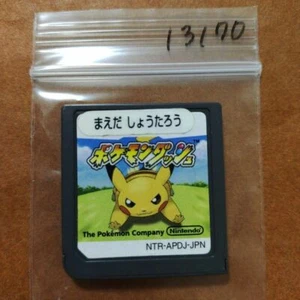 13170
まえだ しょうたろう
ポケモンダッシュ
The Pokémon Company
Nintendo
NTR-APDJ-JPN